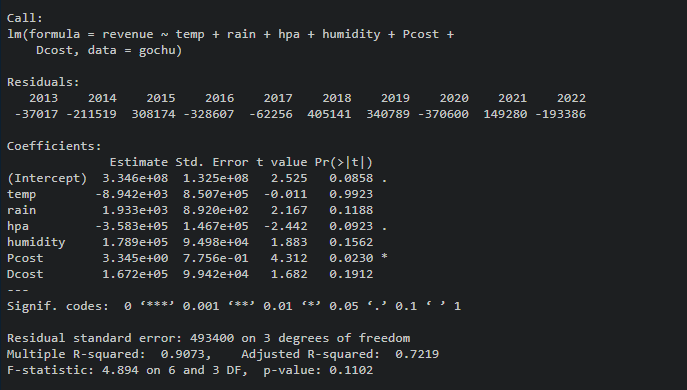 Call:
lm(formula = revenue ~ temp + rain + hpa + humidity + Pcost +
    Dcost, data = gochu)
Residuals:
   2013    2014    2015    2016    2017    2018    2019    2020    2021    2022
 -37017 -211519  308174 -328607  -62256  405141  340789 -370600  149280 -193386
Coefficients:
              Estimate Std. Error t value Pr(>|t|)
(Intercept)  3.346e+08  1.325e+08   2.525   0.0858 .
temp        -8.942e+03  8.507e+05  -0.011   0.9923
rain         1.933e+03  8.920e+02   2.167   0.1188
hpa         -3.583e+05  1.467e+05  -2.442   0.0923 .
humidity     1.789e+05  9.498e+04   1.883   0.1562
Pcost        3.345e+00  7.756e-01   4.312   0.0230 *
Dcost        1.672e+05  9.942e+04   1.682   0.1912
---
Signif. codes:  0 ‘***’ 0.001 ‘**’ 0.01 ‘*’ 0.05 ‘.’ 0.1 ‘ ’ 1
Residual standard error: 493400 on 3 degrees of freedom
Multiple R-squared:  0.9073,    Adjusted R-squared:  0.7219
F-statistic: 4.894 on 6 and 3 DF,  p-value: 0.1102